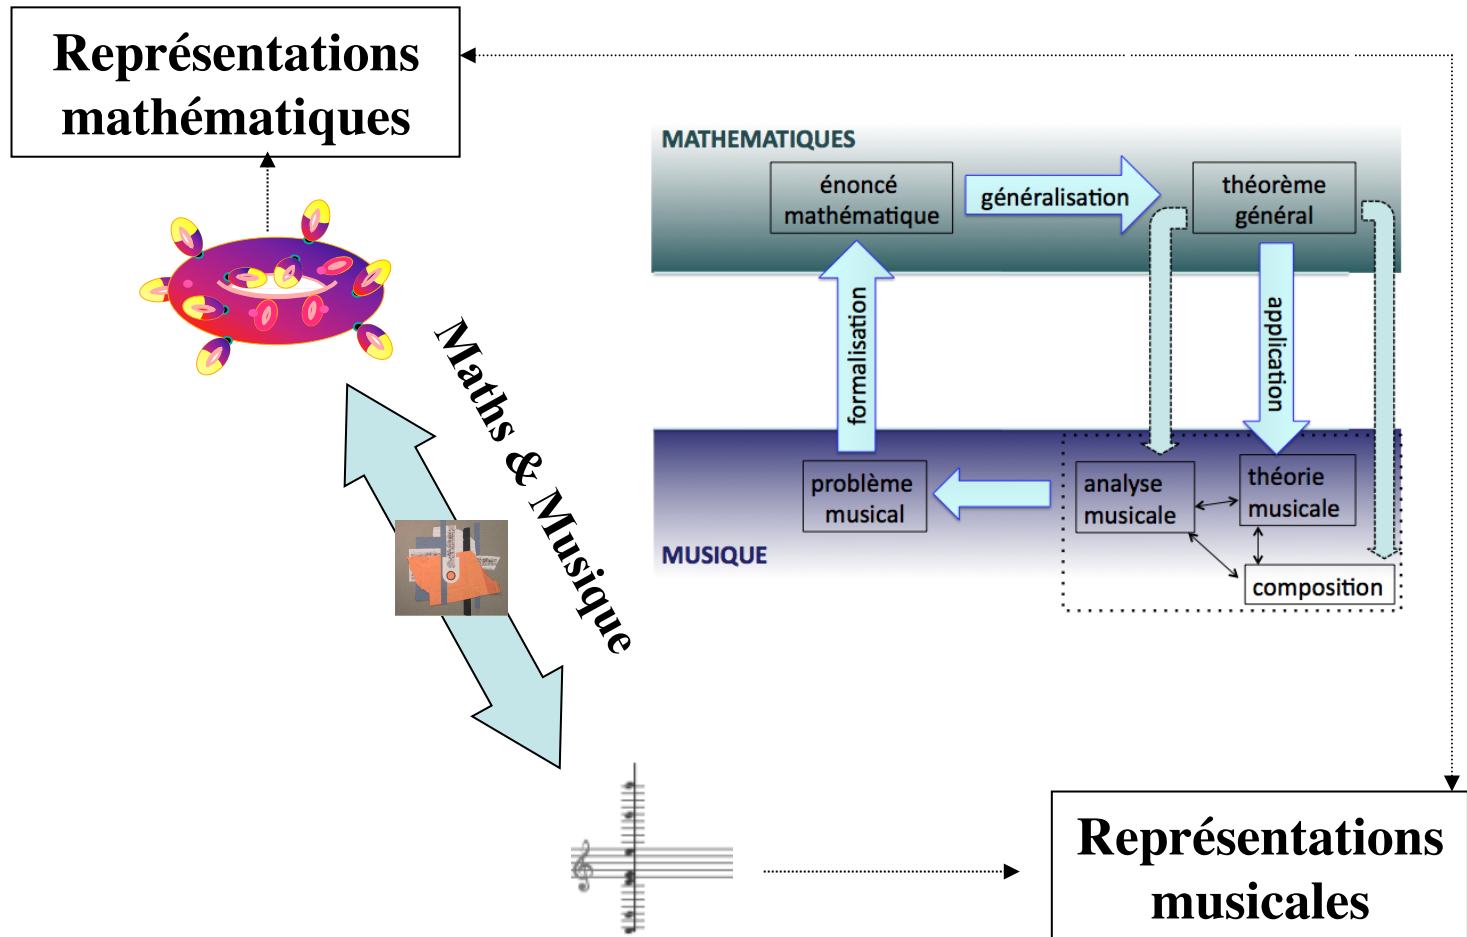 Représentations
mathématiques
MATHEMATIQUES
énoncé
mathématique
généralisation
théorème
général
formalisation
application
Maths & Musique
problème
musical
analyse
musicale
théorie
musicale
MUSIQUE
composition
Représentations
musicales